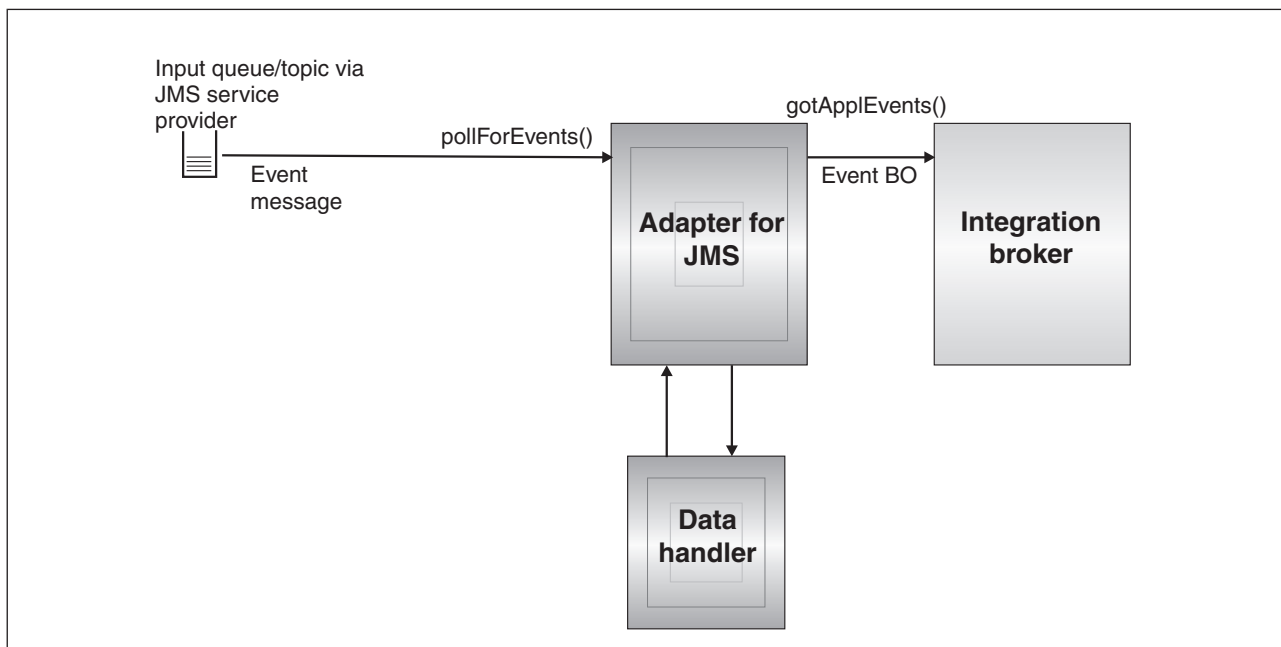 Input queue/topic via
JMS service
provider
pollForEvents()
Event
message
gotApplEvents()
Event BO
Adapter for
JMS
Integration
broker
Data
handler